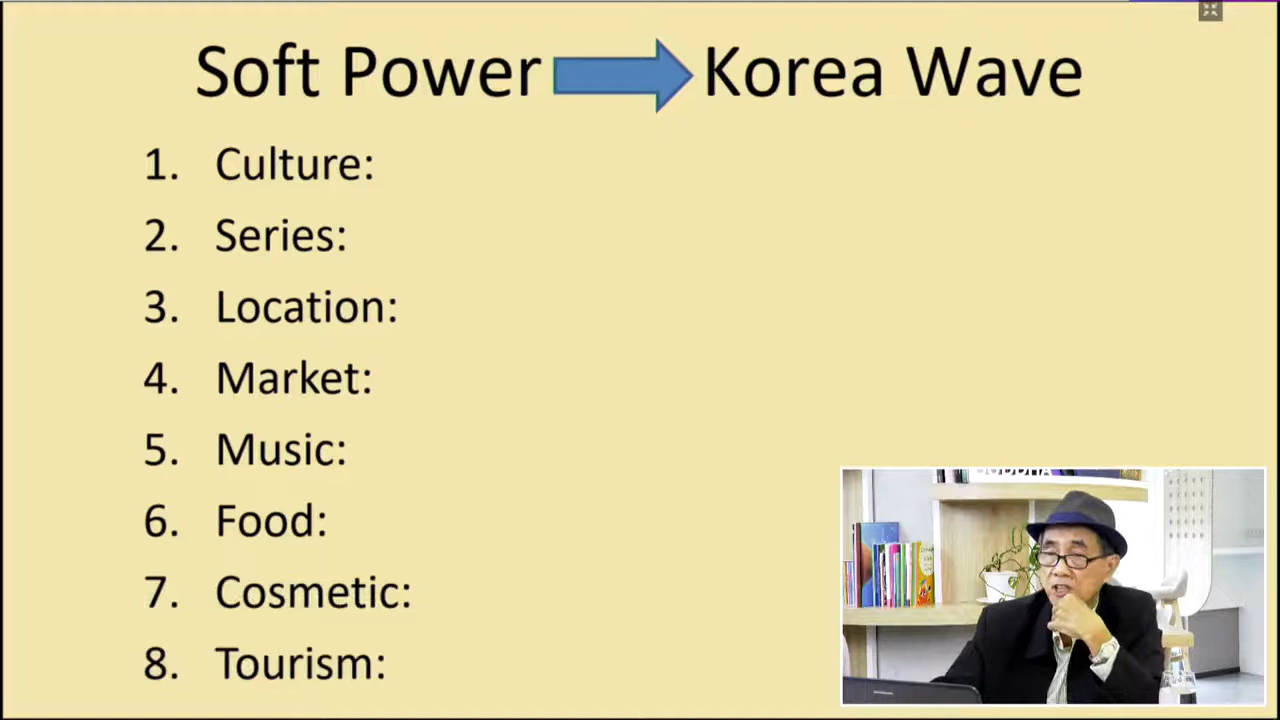 Soft Power Korea Wave
1. Culture:
2. Series:
3. Location:
4. Market:
5. Music:
6. Food:
7. Cosmetic:
8. Tourism: